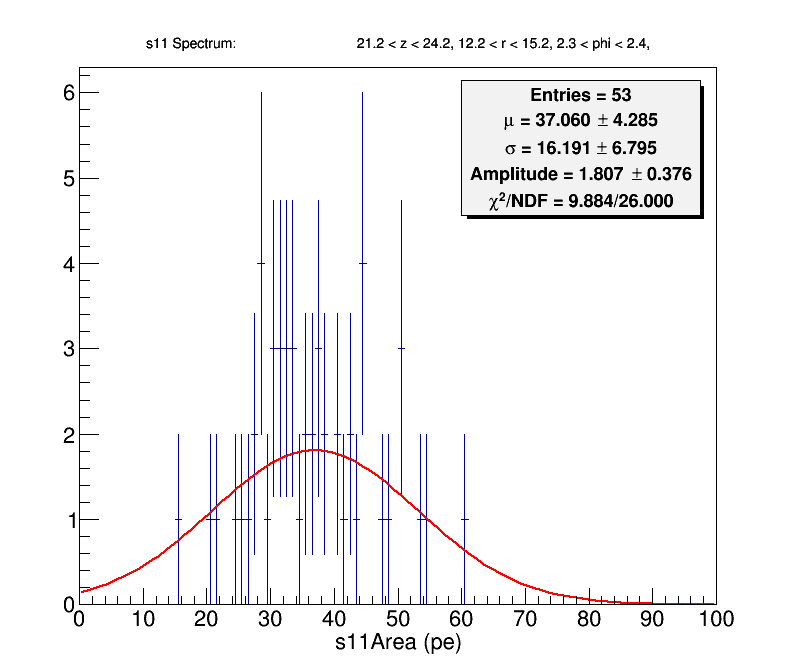 s11 Spectrum: 21.2 < z < 24.2, 12.2 < r < 15.2, 2.3 < phi < 2.4,
Entries = 53
μ = 37.060 ± 4.285
σ = 16.191 ± 6.795
Amplitude = 1.807 ± 0.376
χ²/NDF = 9.884/26.000
6
5
4
3
2
1
0
0 10 20 30 40 50 60 70 80 90 100
s11Area (pe)